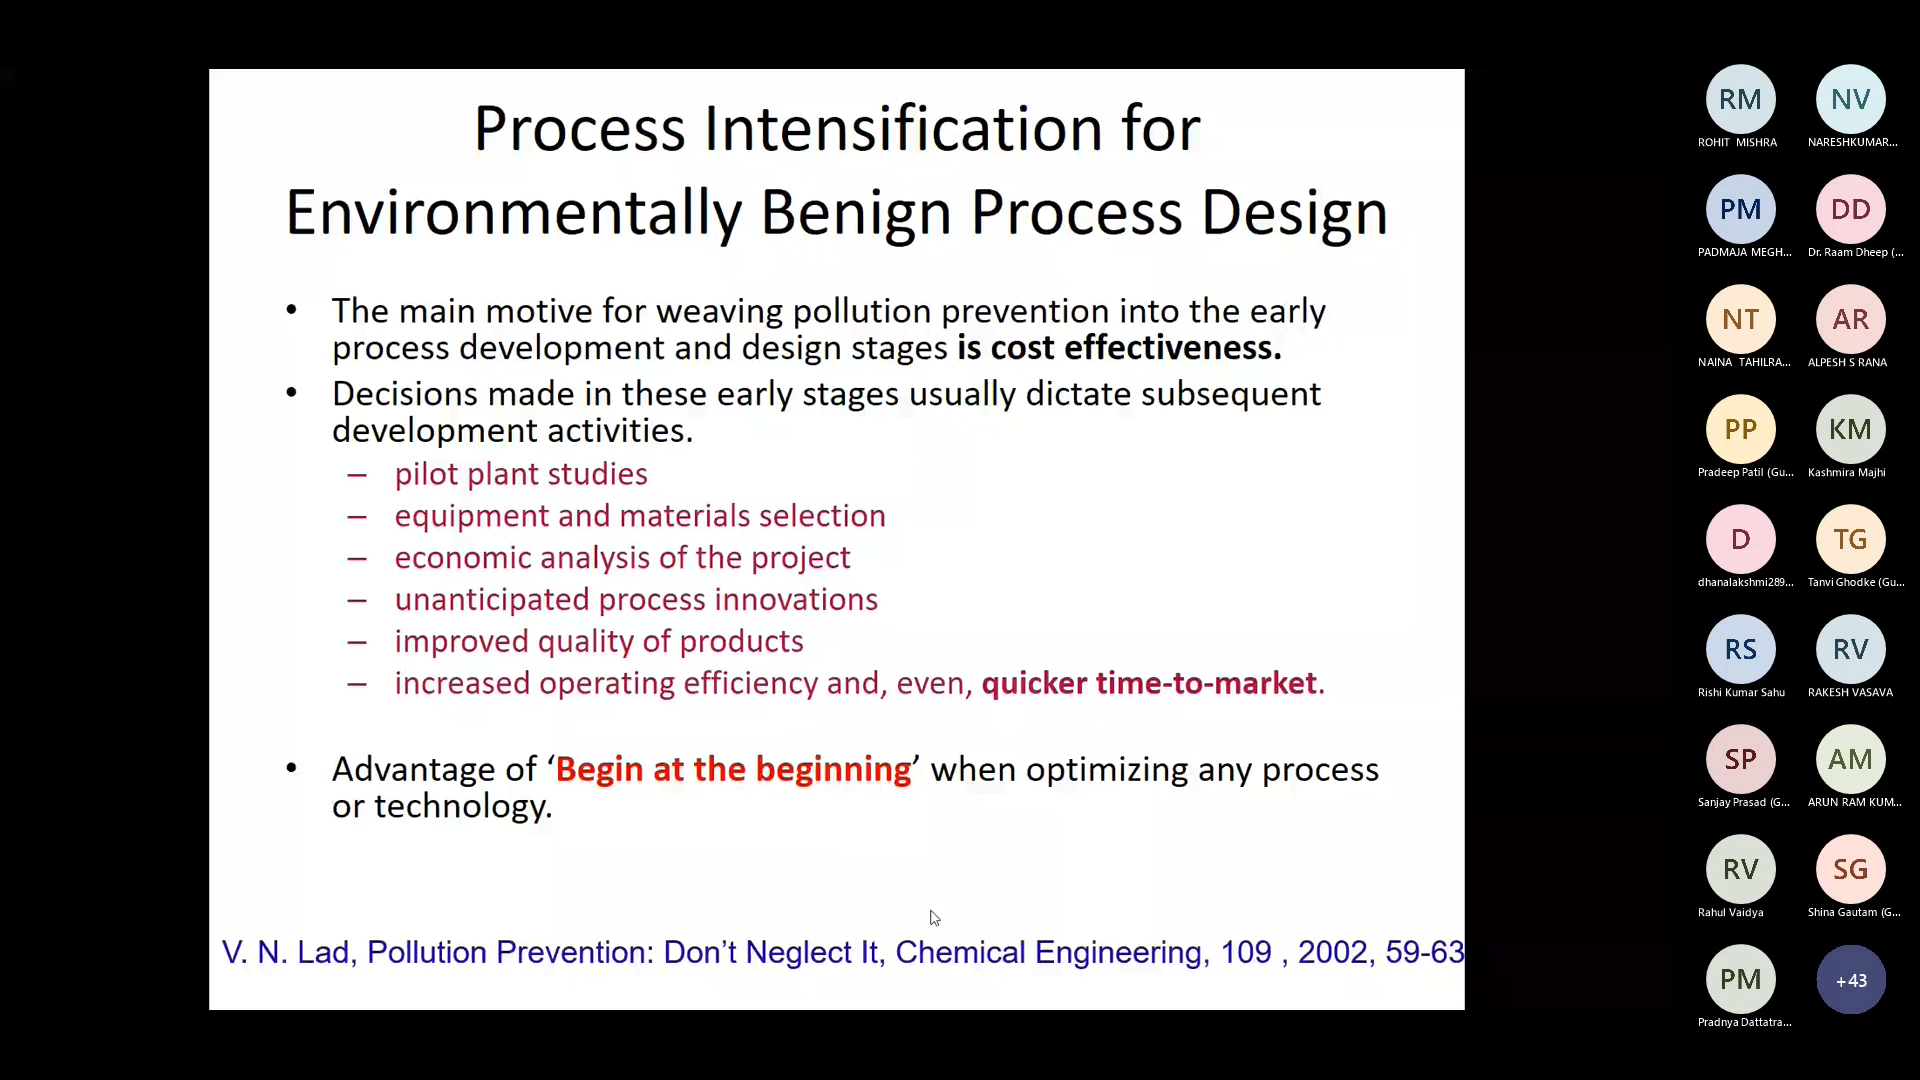 Process Intensification for
Environmentally Benign Process Design
• The main motive for weaving pollution prevention into the early
process development and design stages is cost effectiveness.
• Decisions made in these early stages usually dictate subsequent
development activities.
– pilot plant studies
– equipment and materials selection
– economic analysis of the project
– unanticipated process innovations
– improved quality of products
– increased operating efficiency and, even, quicker time-to-market.
• Advantage of ‘Begin at the beginning’ when optimizing any process
or technology.
V. N. Lad, Pollution Prevention: Don’t Neglect It, Chemical Engineering, 109 , 2002, 59-63
RM
ROHIT MISHRA
NV
NARESHKUMAR...
PM
PADMAJA MEGH...
DD
Dr. Raam Dheep (...
NT
NAINA TAHILRA...
AR
ALPESH S RANA
PP
Pradeep Patil (Gu...
KM
Kashmira Majhi
D
dhanalakshmi289...
TG
Tanvi Ghodke (Gu...
RS
Rishi Kumar Sahu
RV
RAKESH VASAVA
SP
Sanjay Prasad (G...
AM
ARUN RAM KUM...
RV
Rahul Vaidya
SG
Shina Gautam (G...
PM
Pradnya Dattatra...
+43